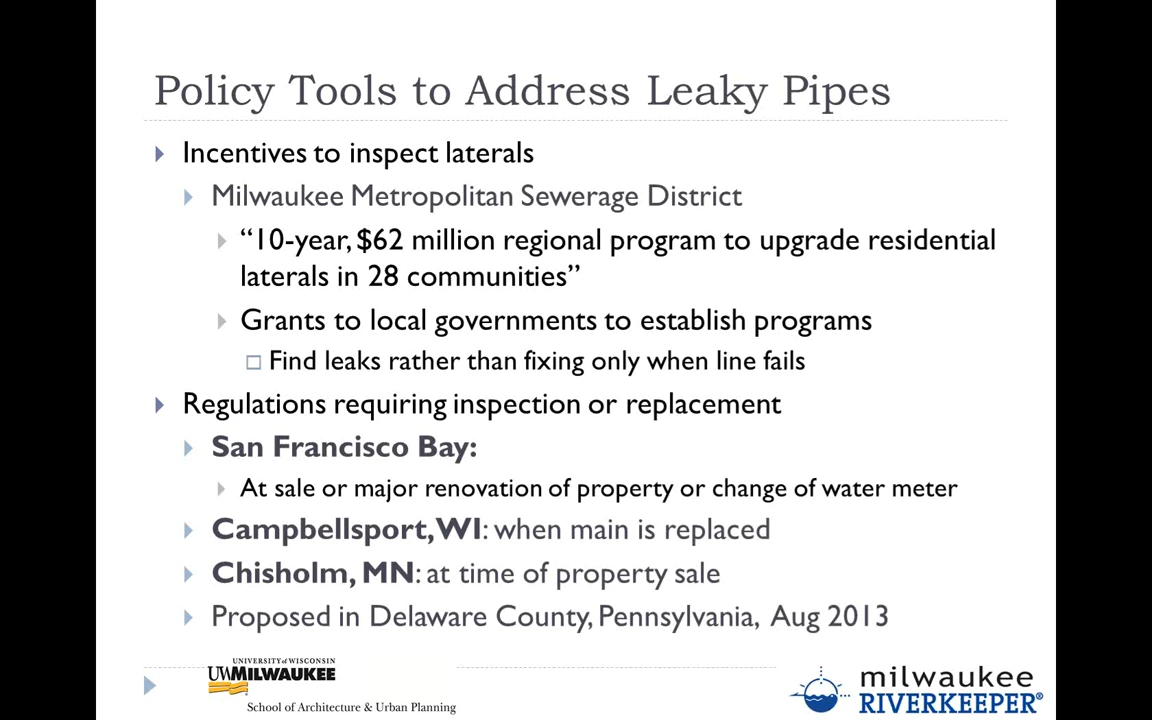 Policy Tools to Address Leaky Pipes
Incentives to inspect laterals
Milwaukee Metropolitan Sewerage District
“10-year, $62 million regional program to upgrade residential
laterals in 28 communities”
Grants to local governments to establish programs
Find leaks rather than fixing only when line fails
Regulations requiring inspection or replacement
San Francisco Bay:
At sale or major renovation of property or change of water meter
Campbellsport, WI: when main is replaced
Chisholm, MN: at time of property sale
Proposed in Delaware County, Pennsylvania, Aug 2013
UNIVERSITY of WISCONSIN
UWMILWAUKEE
School of Architecture & Urban Planning
milwaukee
RIVERKEEPER®